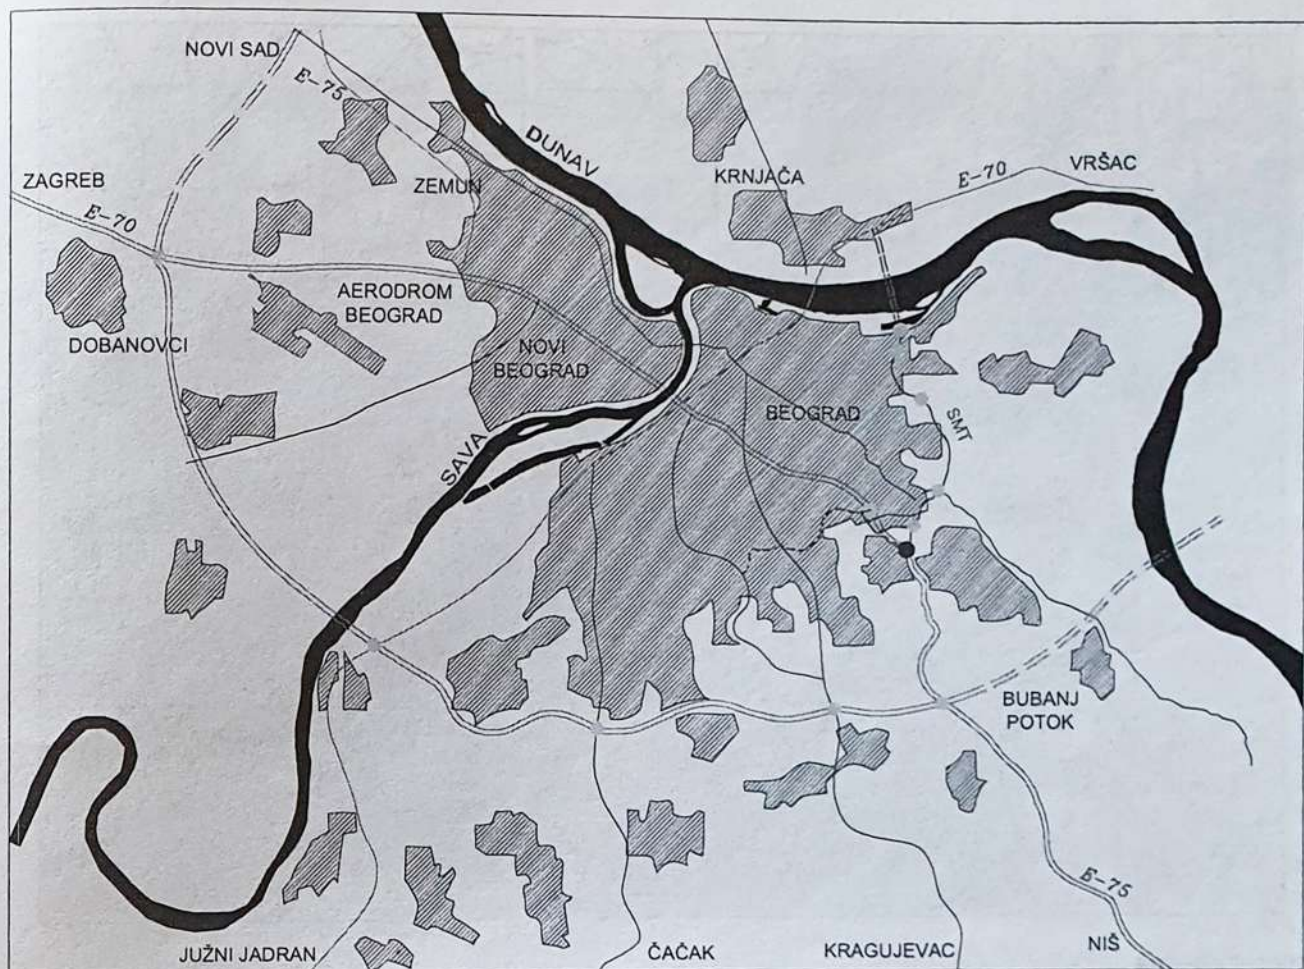 NOVI SAD
E-75
DUNAV
ZAGREB
E-70
ZEMUN
KRNJAČA
E-70
VRŠAC
AERODROM
BEOGRAD
DOBANOVCI
NOVI
BEOGRAD
BEOGRAD
SMT
SAVA
BUBANJ
POTOK
E-75
JUŽNI JADRAN
ČAČAK
KRAGUJEVAC
NIŠ